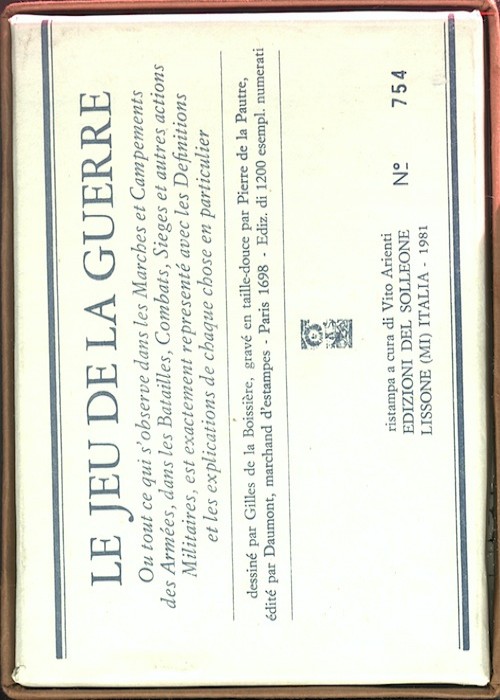 LE JEU DE LA GUERRE
Ou tout ce qui s'observe dans les Marches et Campements
des Armées, dans les Batailles, Combats, Sieges et autres actions
Militaires, est exactement representé avec les Definitions
et les explications de chaque chose en particulier
dessiné par Gilles de la Boissière, gravé en taille-douce par Pierre de la Pautre,
édité par Daumont, marchand d'estampes - Paris 1698 - Ediz. di 1200 esempl. numerati
ristampa a cura di Vito Arienti
EDIZIONI DEL SOLLEONE
LISSONE (MI) ITALIA - 1981
Nº 754